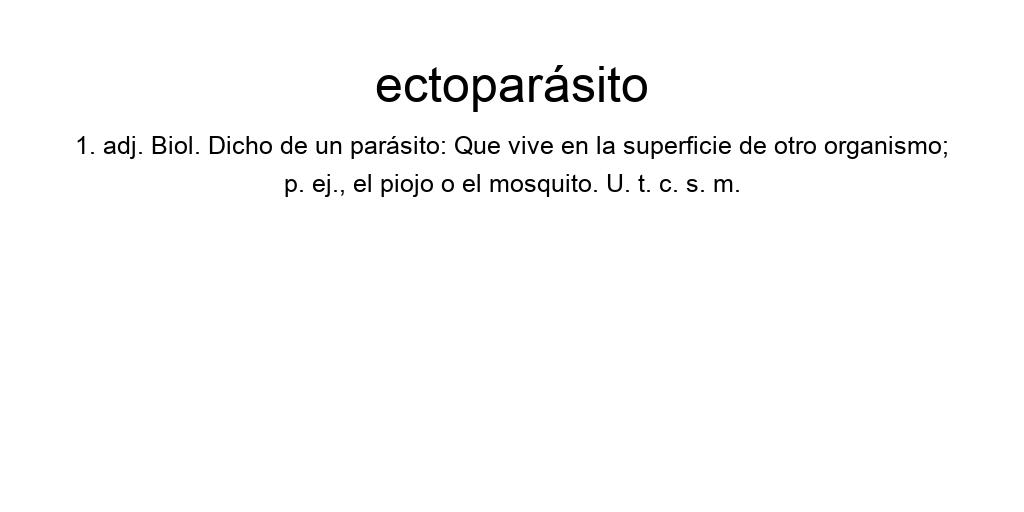 ectoparásito
1. adj. Biol. Dicho de un parásito: Que vive en la superficie de otro organismo;
p. ej., el piojo o el mosquito. U. t. c. s. m.